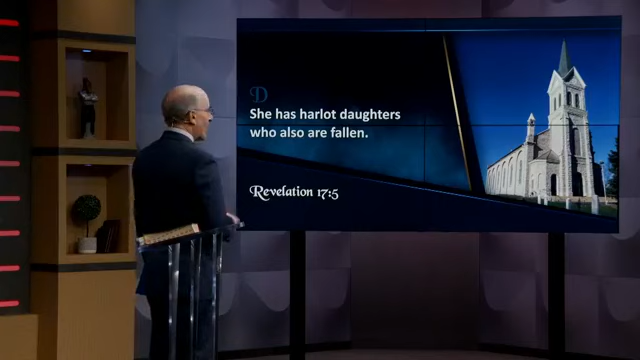 D
She has harlot daughters
who also are fallen.
Revelation 17:5